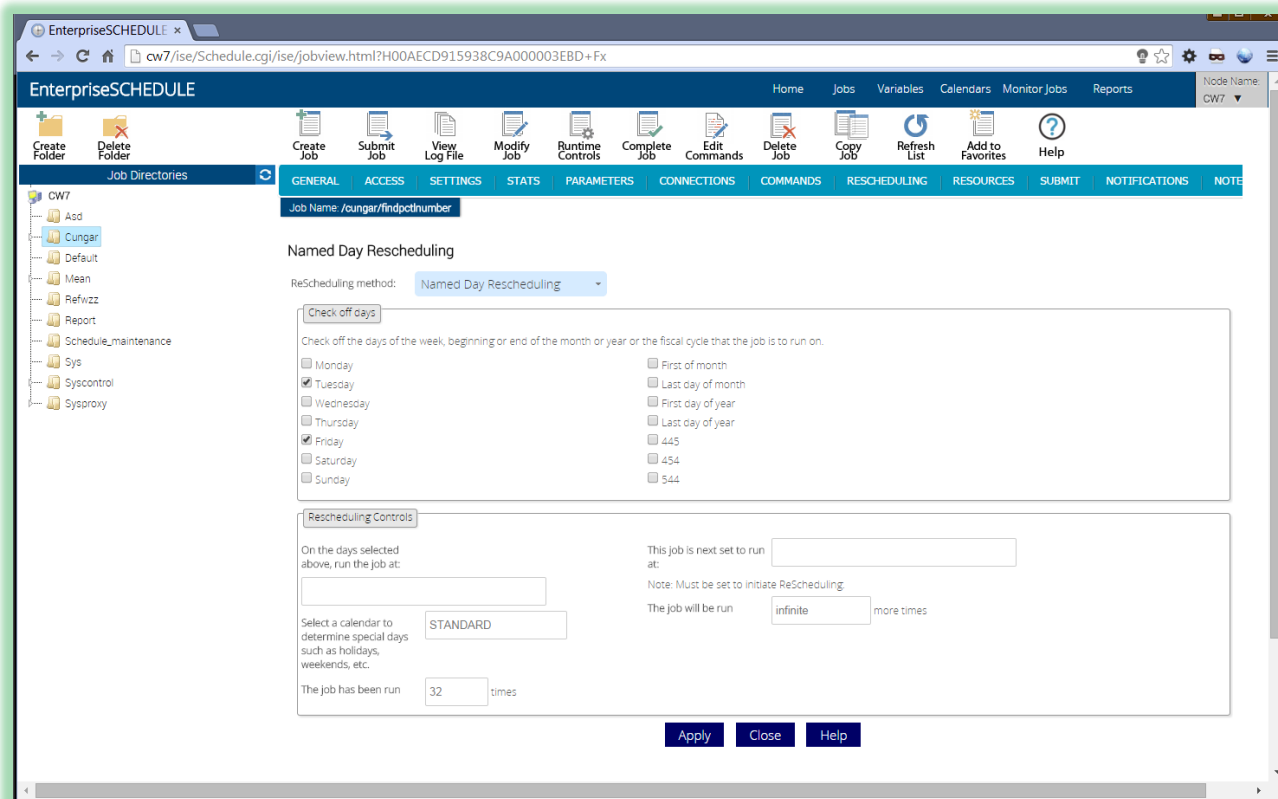 EnterpriseSCHEDULE ×
cw7/ise/Schedule.cgi/ise/jobview.html?H00AECD915938C9A000003EBD+Fx
EnterpriseSCHEDULE
Home Jobs Variables Calendars Monitor Jobs Reports
Node Name:
CW7 ▼
Create Folder
Delete Folder
Create Job
Submit Job
View Log File
Modify Job
Runtime Controls
Complete Job
Edit Commands
Delete Job
Copy Job
Refresh List
Add to Favorites
Help
Job Directories
GENERAL ACCESS SETTINGS STATS PARAMETERS CONNECTIONS COMMANDS RESCHEDULING RESOURCES SUBMIT NOTIFICATIONS NOTE
CW7
Asd
Cungar
Default
Mean
Refwzz
Report
Schedule_maintenance
Sys
Syscontrol
Sysproxy
Job Name: /cungar/findpctlnumber
Named Day Rescheduling
ReScheduling method: Named Day Rescheduling
Check off days
Check off the days of the week, beginning or end of the month or year or the fiscal cycle that the job is to run on.
Monday
Tuesday
Wednesday
Thursday
Friday
Saturday
Sunday
First of month
Last day of month
First day of year
Last day of year
445
454
544
Rescheduling Controls
On the days selected
above, run the job at:
Select a calendar to
determine special days
such as holidays,
weekends, etc.
STANDARD
The job has been run 32 times
This job is next set to run
at:
Note: Must be set to initiate ReScheduling.
The job will be run infinite more times
Apply Close Help